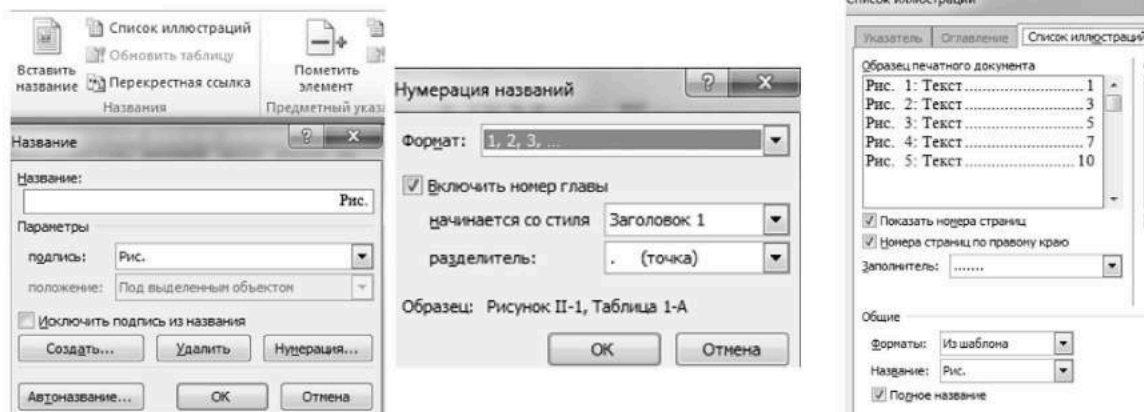 Список иллюстраций
Обновить таблицу
Вставить название
Перекрестная ссылка
Названия
Пометить элемент
Предметный указ
Название
Название:
Рис.
Параметры
подпись: Рис.
положение: Под выделенным объектом
Исключить подпись из названия
Создать... Удалить Нумерация...
Автоназвание... ОК Отмена
Нумерация названий
Формат: 1, 2, 3, ...
Включить номер главы
начинается со стиля Заголовок 1
разделитель: . (точка)
Образец: Рисунок II-1, Таблица 1-A
ОК Отмена
Список иллюстраций
Указатель Оглавление Список иллюстраций
Образец печатного документа
Рис. 1: Текст.......................... 1
Рис. 2: Текст.......................... 3
Рис. 3: Текст.......................... 5
Рис. 4: Текст.......................... 7
Рис. 5: Текст........................ 10
Показать номера страниц
Номера страниц по правому краю
Заполнитель: .......
Общие
Форматы: Из шаблона
Название: Рис.
Полное название